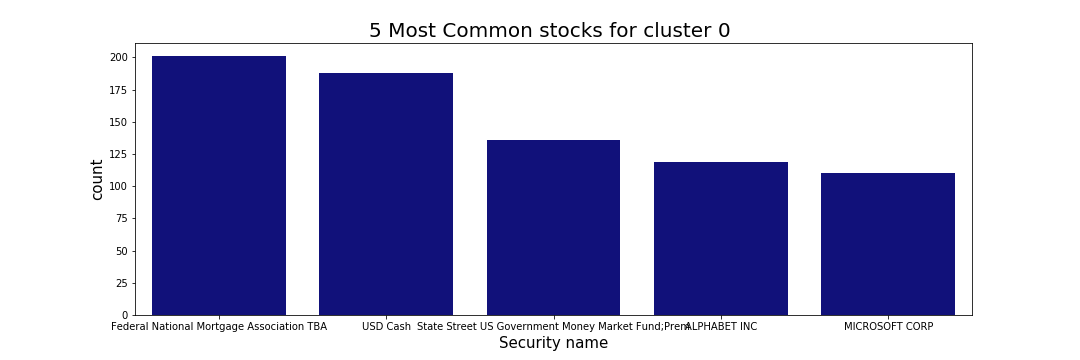 5 Most Common stocks for cluster 0
200
175
150
125
100
75
50
25
0
count
Federal National Mortgage Association TBA
USD Cash
State Street US Government Money Market Fund;Prem
ALPHABET INC
MICROSOFT CORP
Security name